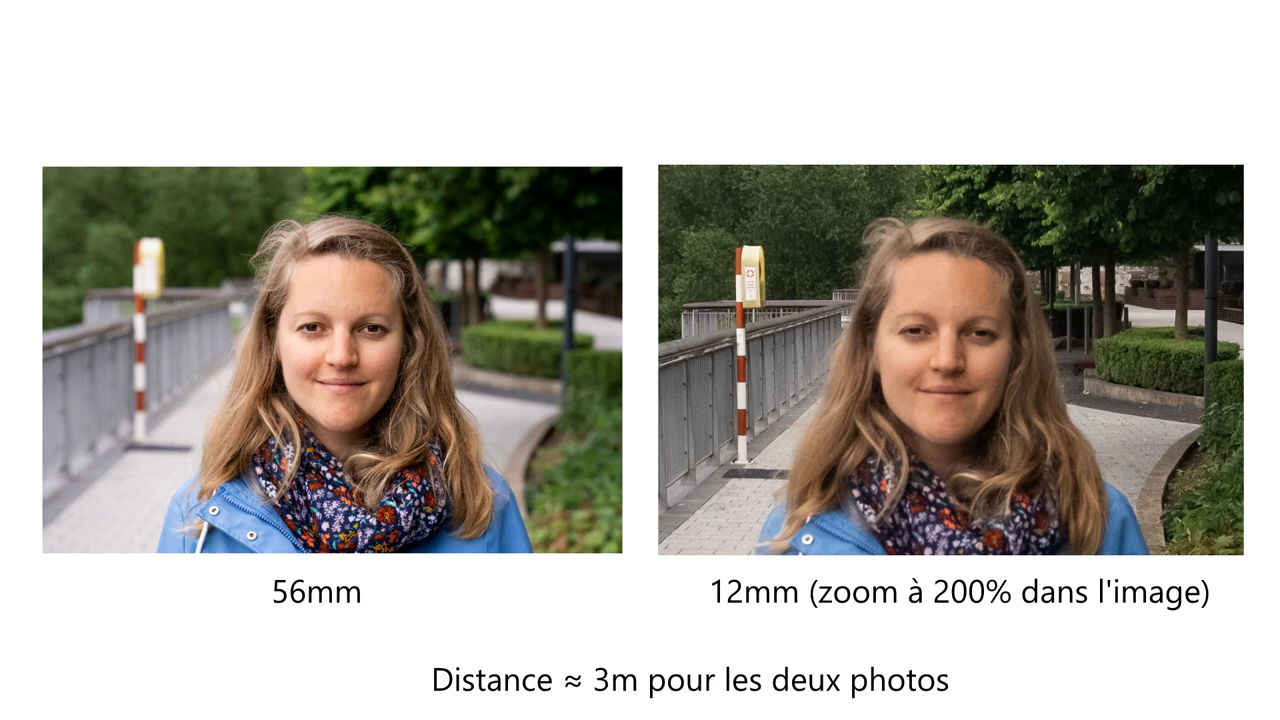 56mm
12mm (zoom à 200% dans l'image)
Distance ≈ 3m pour les deux photos